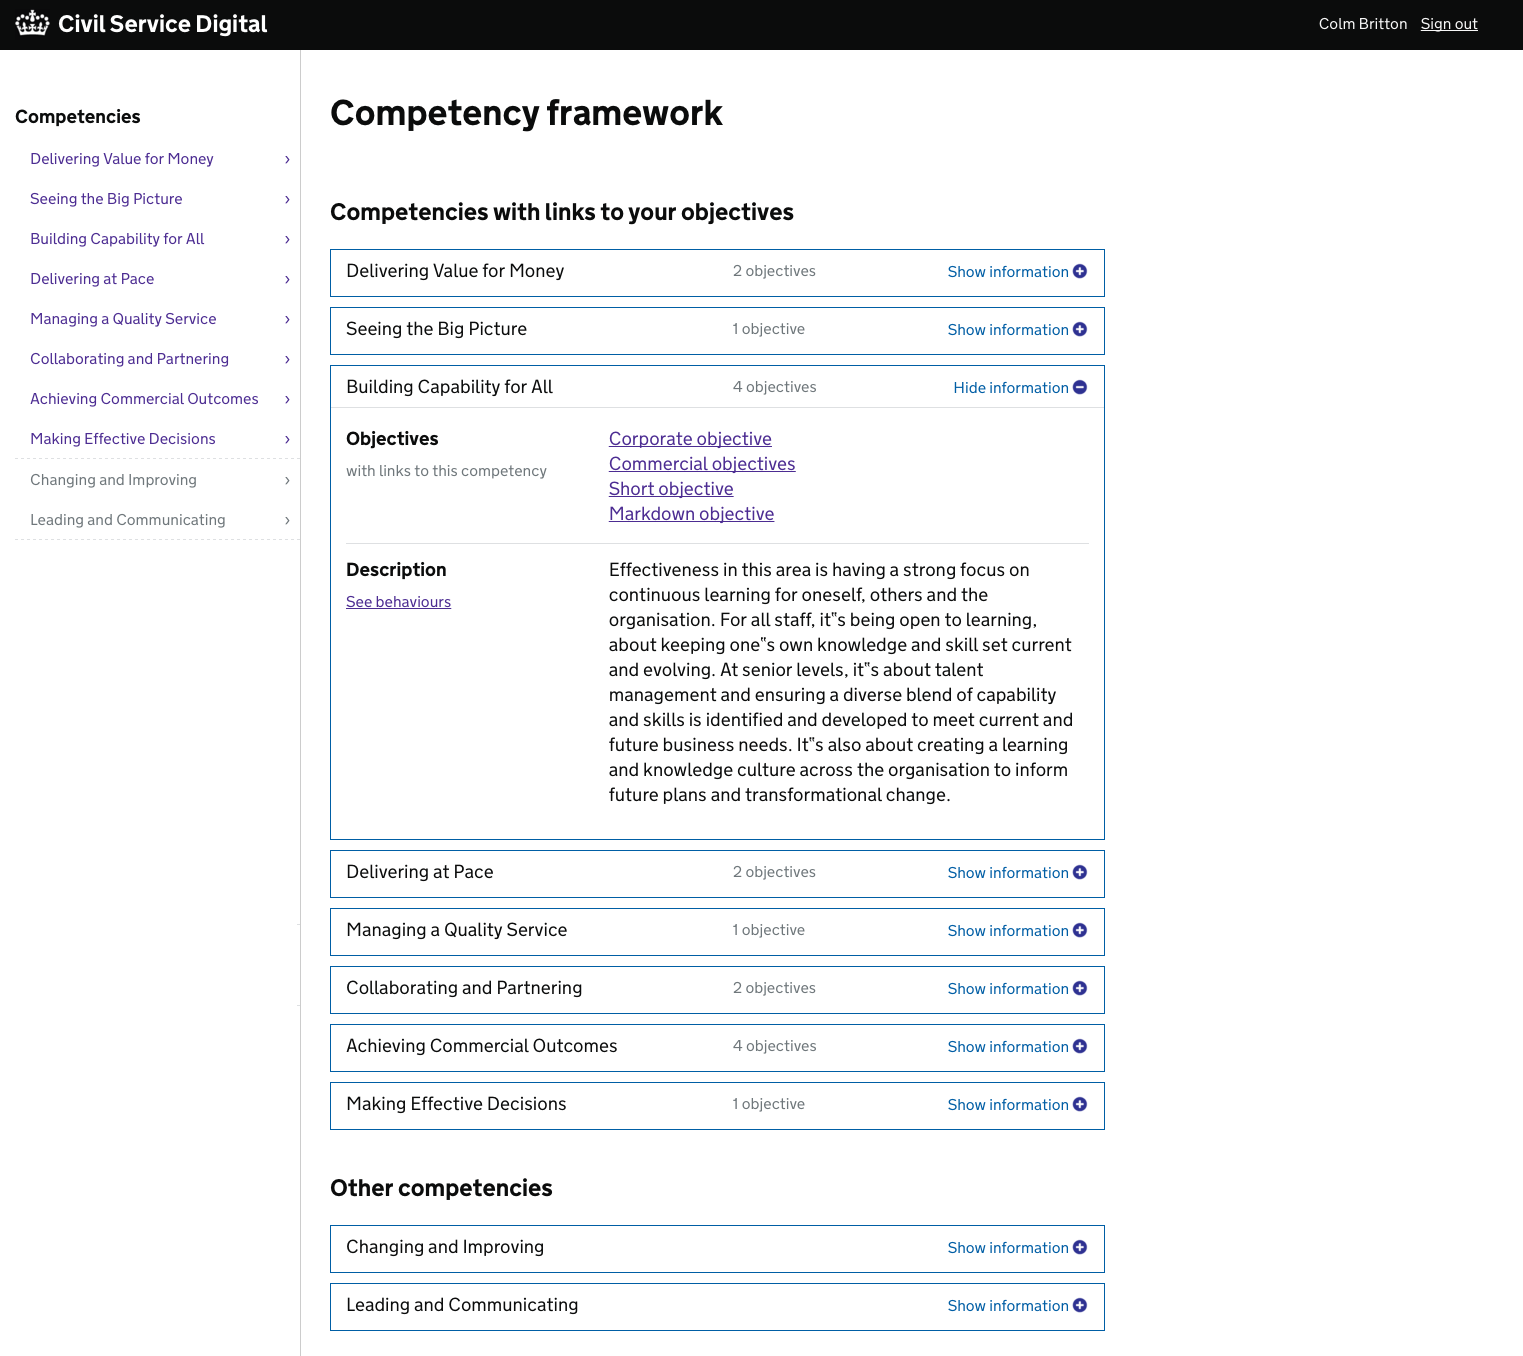 Civil Service Digital
Colm Britton Sign out
Competencies
Delivering Value for Money ›
Seeing the Big Picture ›
Building Capability for All ›
Delivering at Pace ›
Managing a Quality Service ›
Collaborating and Partnering ›
Achieving Commercial Outcomes ›
Making Effective Decisions ›
Changing and Improving ›
Leading and Communicating ›
Competency framework
Competencies with links to your objectives
Delivering Value for Money 2 objectives Show information
Seeing the Big Picture 1 objective Show information
Building Capability for All 4 objectives Hide information
Objectives
with links to this competency
Corporate objective
Commercial objectives
Short objective
Markdown objective
Description
See behaviours
Effectiveness in this area is having a strong focus on
continuous learning for oneself, others and the
organisation. For all staff, it‟s being open to learning,
about keeping one‟s own knowledge and skill set current
and evolving. At senior levels, it‟s about talent
management and ensuring a diverse blend of capability
and skills is identified and developed to meet current and
future business needs. It‟s also about creating a learning
and knowledge culture across the organisation to inform
future plans and transformational change.
Delivering at Pace 2 objectives Show information
Managing a Quality Service 1 objective Show information
Collaborating and Partnering 2 objectives Show information
Achieving Commercial Outcomes 4 objectives Show information
Making Effective Decisions 1 objective Show information
Other competencies
Changing and Improving Show information
Leading and Communicating Show information